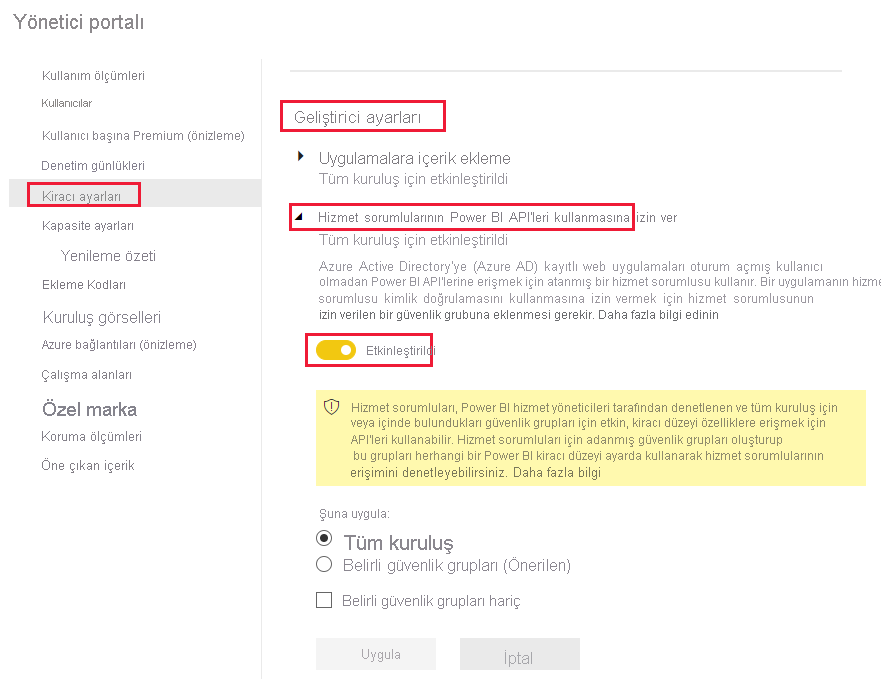 Yönetici portalı
Kullanım ölçümleri
Kullanıcılar
Kullanıcı başına Premium (önizleme)
Denetim günlükleri
Kiracı ayarları
Kapasite ayarları
Yenileme özeti
Ekleme Kodları
Kuruluş görselleri
Azure bağlantıları (önizleme)
Çalışma alanları
Özel marka
Koruma ölçümleri
Öne çıkan içerik
Geliştirici ayarları
Uygulamalara içerik ekleme
Tüm kuruluş için etkinleştirildi
Hizmet sorumlularının Power BI API'leri kullanmasına izin ver
Tüm kuruluş için etkinleştirildi
Azure Active Directory'ye (Azure AD) kayıtlı web uygulamaları oturum açmış kullanıcı
olmadan Power BI API'lerine erişmek için atanmış bir hizmet sorumlusu kullanır. Bir uygulamanın hizme
sorumlusu kimlik doğrulamasını kullanmasına izin vermek için hizmet sorumlusunun
izin verilen bir güvenlik grubuna eklenmesi gerekir. Daha fazla bilgi edinin
Etkinleştirildi
Hizmet sorumluları, Power BI hizmet yöneticileri tarafından denetlenen ve tüm kuruluş için
veya içinde bulundukları güvenlik grupları için etkin, kiracı düzeyi özelliklere erişmek için
API'leri kullanabilir. Hizmet sorumluları için adanmış güvenlik grupları oluşturup
bu grupları herhangi bir Power BI kiracı düzeyi ayarda kullanarak hizmet sorumlularının
erişimini denetleyebilirsiniz. Daha fazla bilgi
Şuna uygula:
Tüm kuruluş
Belirli güvenlik grupları (Önerilen)
Belirli güvenlik grupları hariç
Uygula
İptal